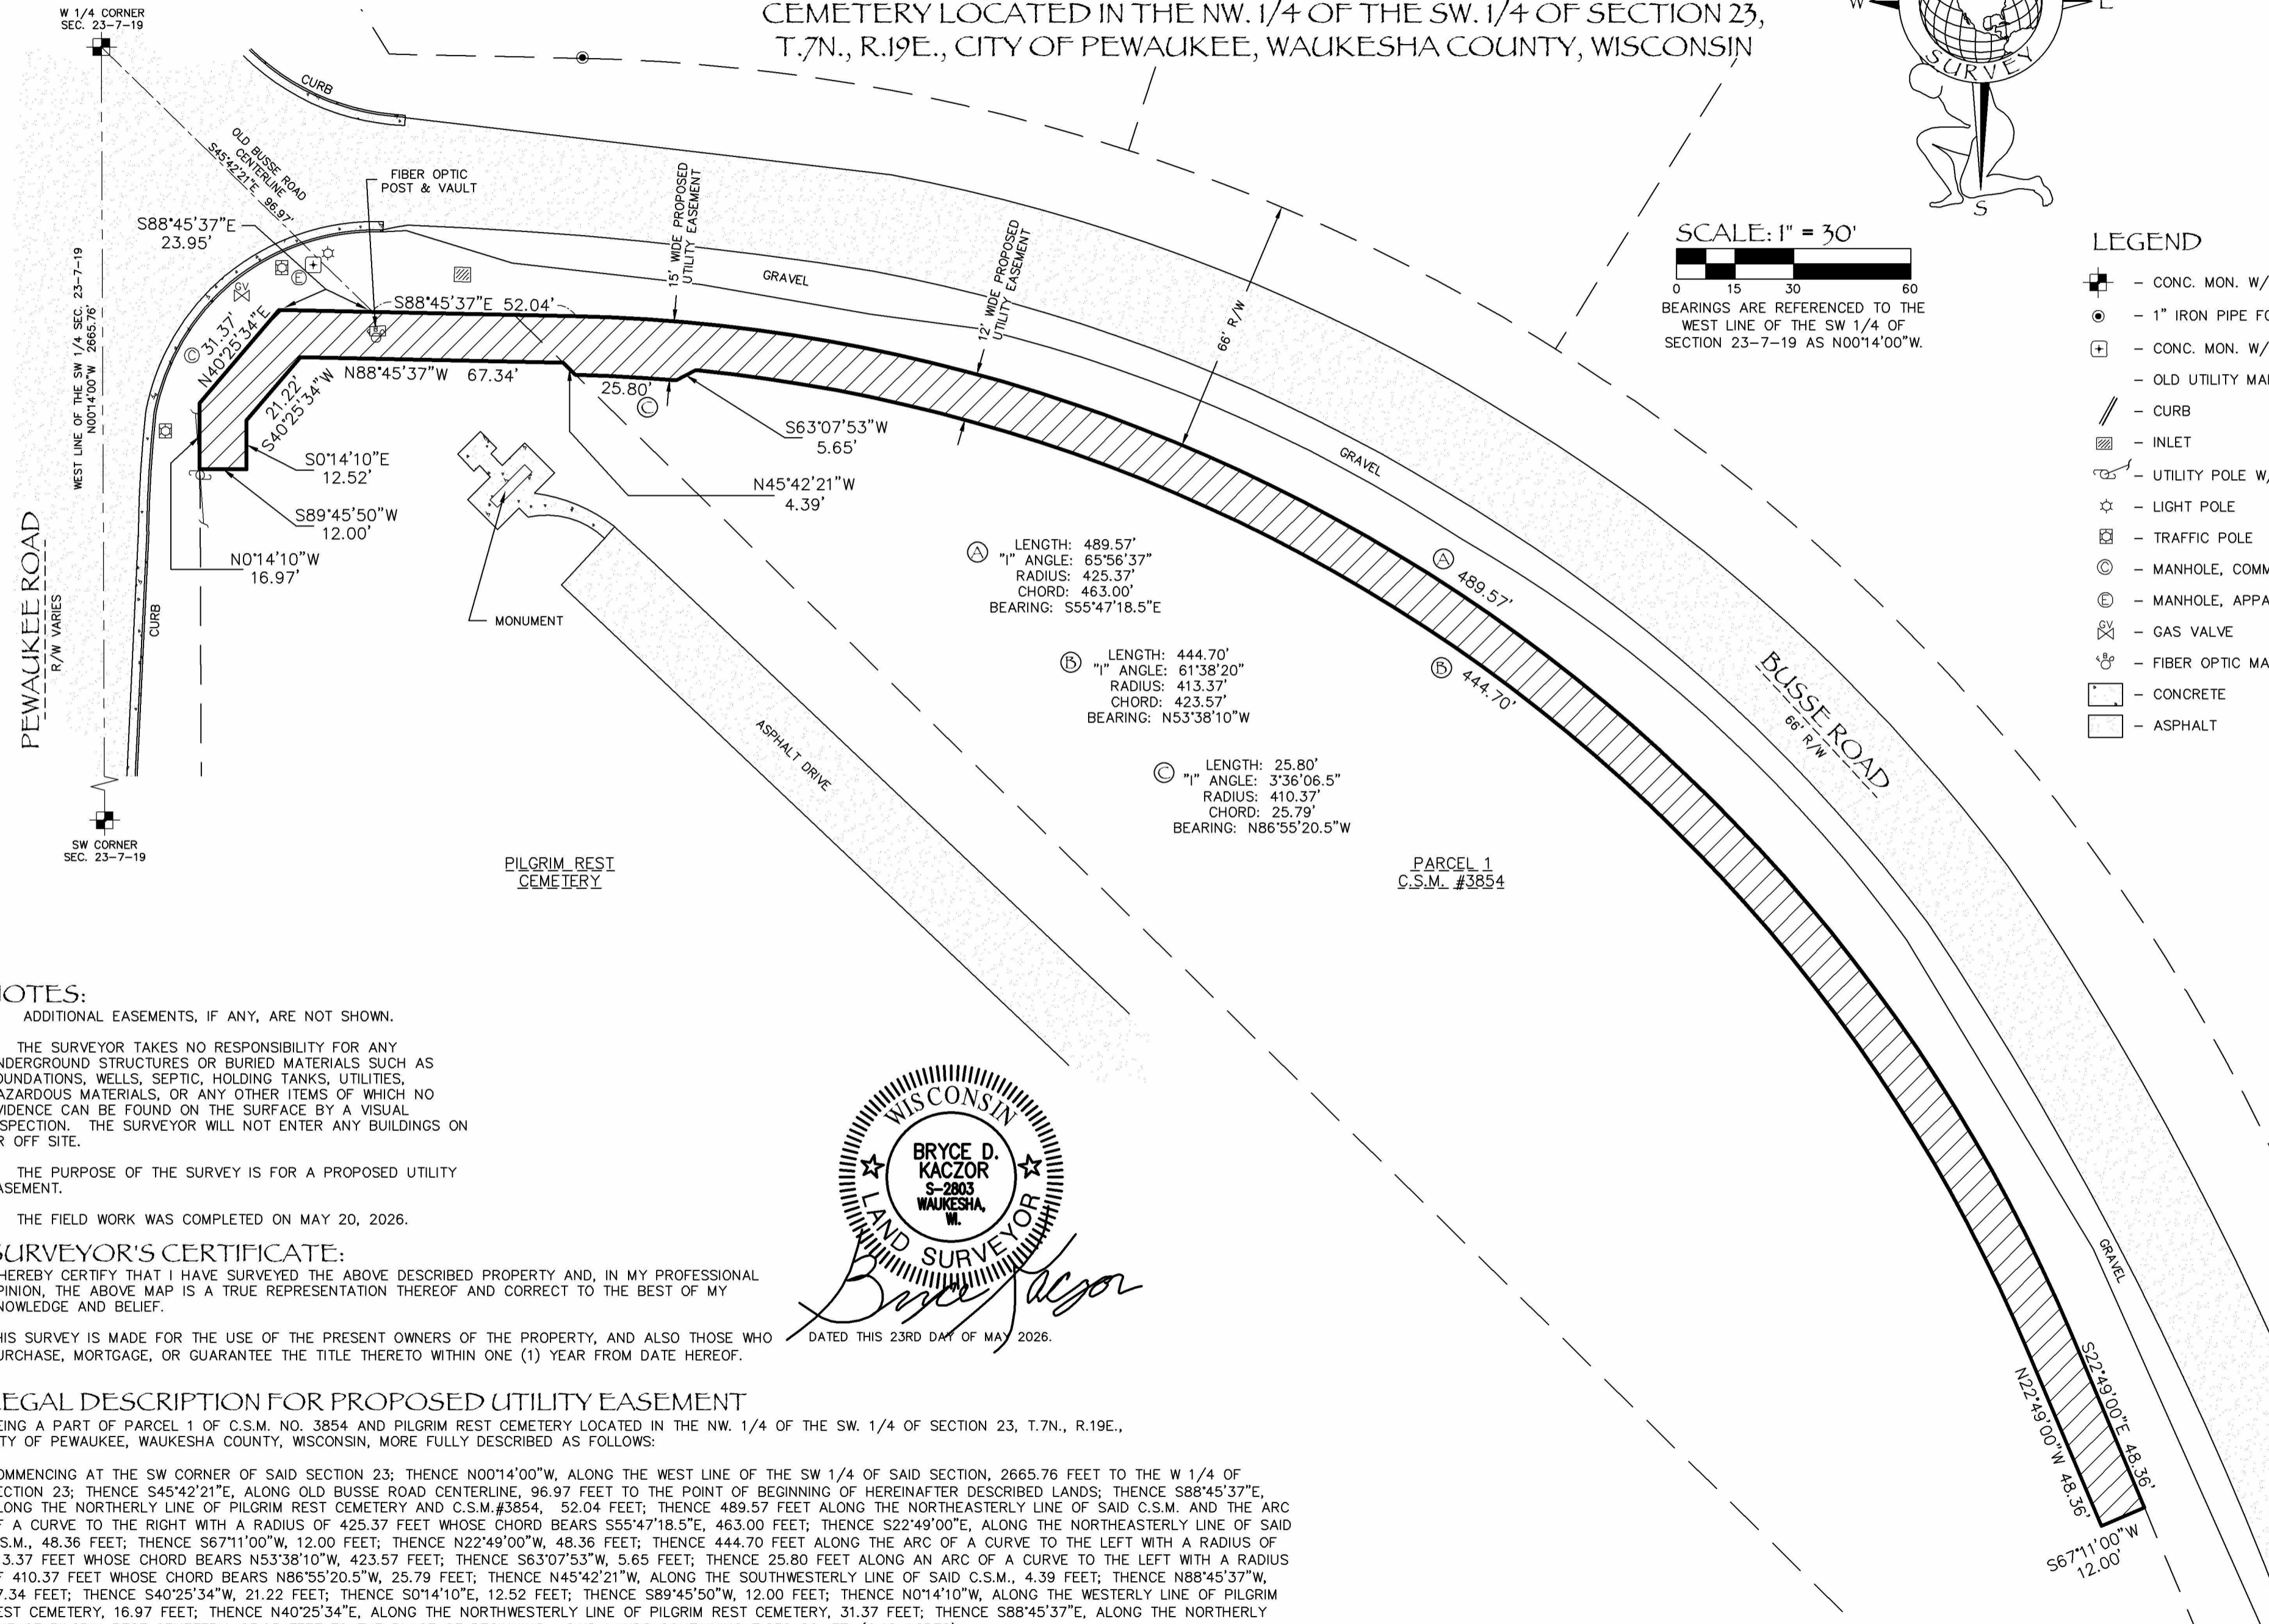 CEMETERY LOCATED IN THE NW. 1/4 OF THE SW. 1/4 OF SECTION 23,
T.7N., R.19E., CITY OF PEWAUKEE, WAUKESHA COUNTY, WISCONSIN
W
E
SURVEY
S
W 1/4 CORNER
SEC. 23-7-19
CURB
OLD BUSSE ROAD
CENTERLINE
S45°42'21"E 96.97'
FIBER OPTIC
POST & VAULT
S88°45'37"E
23.95'
15' WIDE PROPOSED
UTILITY EASEMENT
12' WIDE PROPOSED
UTILITY EASEMENT
GRAVEL
66' R/W
S88°45'37"E 52.04'
GV
E
C
31.37'
N40°25'34"E
21.22'
S40°25'34"W
N88°45'37"W 67.34'
25.80'
C
S63°07'53"W
5.65'
N45°42'21"W
4.39'
S0°14'10"E
12.52'
S89°45'50"W
12.00'
N0°14'10"W
16.97'
WEST LINE OF THE SW 1/4 SEC. 23-7-19
N00°14'00"W 2665.76'
PEWAUKEE ROAD
R/W VARIES
CURB
SW CORNER
SEC. 23-7-19
MONUMENT
ASPHALT DRIVE
PILGRIM REST
CEMETERY
PARCEL 1
C.S.M. #3854
GRAVEL
A 489.57'
B 444.70'
BUSSE ROAD
66' R/W
GRAVEL
S22°49'00"E 48.36'
N22°49'00"W 48.36'
S67°11'00"W
12.00'
A
LENGTH: 489.57'
"I" ANGLE: 65°56'37"
RADIUS: 425.37'
CHORD: 463.00'
BEARING: S55°47'18.5"E
B
LENGTH: 444.70'
"I" ANGLE: 61°38'20"
RADIUS: 413.37'
CHORD: 423.57'
BEARING: N53°38'10"W
C
LENGTH: 25.80'
"I" ANGLE: 3°36'06.5"
RADIUS: 410.37'
CHORD: 25.79'
BEARING: N86°55'20.5"W
SCALE: 1" = 30'
0 15 30 60
BEARINGS ARE REFERENCED TO THE
WEST LINE OF THE SW 1/4 OF
SECTION 23-7-19 AS N00°14'00"W.
LEGEND
- CONC. MON. W/
- 1" IRON PIPE
- CONC. MON. W/
- OLD UTILITY
- CURB
- INLET
- UTILITY POLE
- LIGHT POLE
- TRAFFIC POLE
C - MANHOLE,
E - MANHOLE,
GV - GAS VALVE
- FIBER OPTIC
- CONCRETE
- ASPHALT
OTES:
ADDITIONAL EASEMENTS, IF ANY, ARE NOT SHOWN.
THE SURVEYOR TAKES NO RESPONSIBILITY FOR ANY
NDERGROUND STRUCTURES OR BURIED MATERIALS SUCH AS
OUNDATIONS, WELLS, SEPTIC, HOLDING TANKS, UTILITIES,
AZARDOUS MATERIALS, OR ANY OTHER ITEMS OF WHICH NO
VIDENCE CAN BE FOUND ON THE SURFACE BY A VISUAL
SPECTION. THE SURVEYOR WILL NOT ENTER ANY BUILDINGS ON
R OFF SITE.
THE PURPOSE OF THE SURVEY IS FOR A PROPOSED UTILITY
ASEMENT.
THE FIELD WORK WAS COMPLETED ON MAY 20, 2026.
SURVEYOR'S CERTIFICATE:
HEREBY CERTIFY THAT I HAVE SURVEYED THE ABOVE DESCRIBED PROPERTY AND, IN MY PROFESSIONAL
PINION, THE ABOVE MAP IS A TRUE REPRESENTATION THEREOF AND CORRECT TO THE BEST OF MY
NOWLEDGE AND BELIEF.
HIS SURVEY IS MADE FOR THE USE OF THE PRESENT OWNERS OF THE PROPERTY, AND ALSO THOSE WHO
URCHASE, MORTGAGE, OR GUARANTEE THE TITLE THERETO WITHIN ONE (1) YEAR FROM DATE HEREOF.
WISCONSIN
BRYCE D.
KACZOR
S-2803
WAUKESHA,
WI.
LAND SURVEYOR
Bryce Kaczor
DATED THIS 23RD DAY OF MAY 2026.
EGAL DESCRIPTION FOR PROPOSED UTILITY EASEMENT
EING A PART OF PARCEL 1 OF C.S.M. NO. 3854 AND PILGRIM REST CEMETERY LOCATED IN THE NW. 1/4 OF THE SW. 1/4 OF SECTION 23, T.7N., R.19E.,
TY OF PEWAUKEE, WAUKESHA COUNTY, WISCONSIN, MORE FULLY DESCRIBED AS FOLLOWS:
OMMENCING AT THE SW CORNER OF SAID SECTION 23; THENCE N00°14'00"W, ALONG THE WEST LINE OF THE SW 1/4 OF SAID SECTION, 2665.76 FEET TO THE W 1/4 OF
ECTION 23; THENCE S45°42'21"E, ALONG OLD BUSSE ROAD CENTERLINE, 96.97 FEET TO THE POINT OF BEGINNING OF HEREINAFTER DESCRIBED LANDS; THENCE S88°45'37"E,
LONG THE NORTHERLY LINE OF PILGRIM REST CEMETERY AND C.S.M.#3854, 52.04 FEET; THENCE 489.57 FEET ALONG THE NORTHEASTERLY LINE OF SAID C.S.M. AND THE ARC
F A CURVE TO THE RIGHT WITH A RADIUS OF 425.37 FEET WHOSE CHORD BEARS S55°47'18.5"E, 463.00 FEET; THENCE S22°49'00"E, ALONG THE NORTHEASTERLY LINE OF SAID
.S.M., 48.36 FEET; THENCE S67°11'00"W, 12.00 FEET; THENCE N22°49'00"W, 48.36 FEET; THENCE 444.70 FEET ALONG THE ARC OF A CURVE TO THE LEFT WITH A RADIUS OF
3.37 FEET WHOSE CHORD BEARS N53°38'10"W, 423.57 FEET; THENCE S63°07'53"W, 5.65 FEET; THENCE 25.80 FEET ALONG AN ARC OF A CURVE TO THE LEFT WITH A RADIUS
F 410.37 FEET WHOSE CHORD BEARS N86°55'20.5"W, 25.79 FEET; THENCE N45°42'21"W, ALONG THE SOUTHWESTERLY LINE OF SAID C.S.M., 4.39 FEET; THENCE N88°45'37"W,
7.34 FEET; THENCE S40°25'34"W, 21.22 FEET; THENCE S0°14'10"E, 12.52 FEET; THENCE S89°45'50"W, 12.00 FEET; THENCE N0°14'10"W, ALONG THE WESTERLY LINE OF PILGRIM
EST CEMETERY, 16.97 FEET; THENCE N40°25'34"E, ALONG THE NORTHWESTERLY LINE OF PILGRIM REST CEMETERY, 31.37 FEET; THENCE S88°45'37"E, ALONG THE NORTHERLY